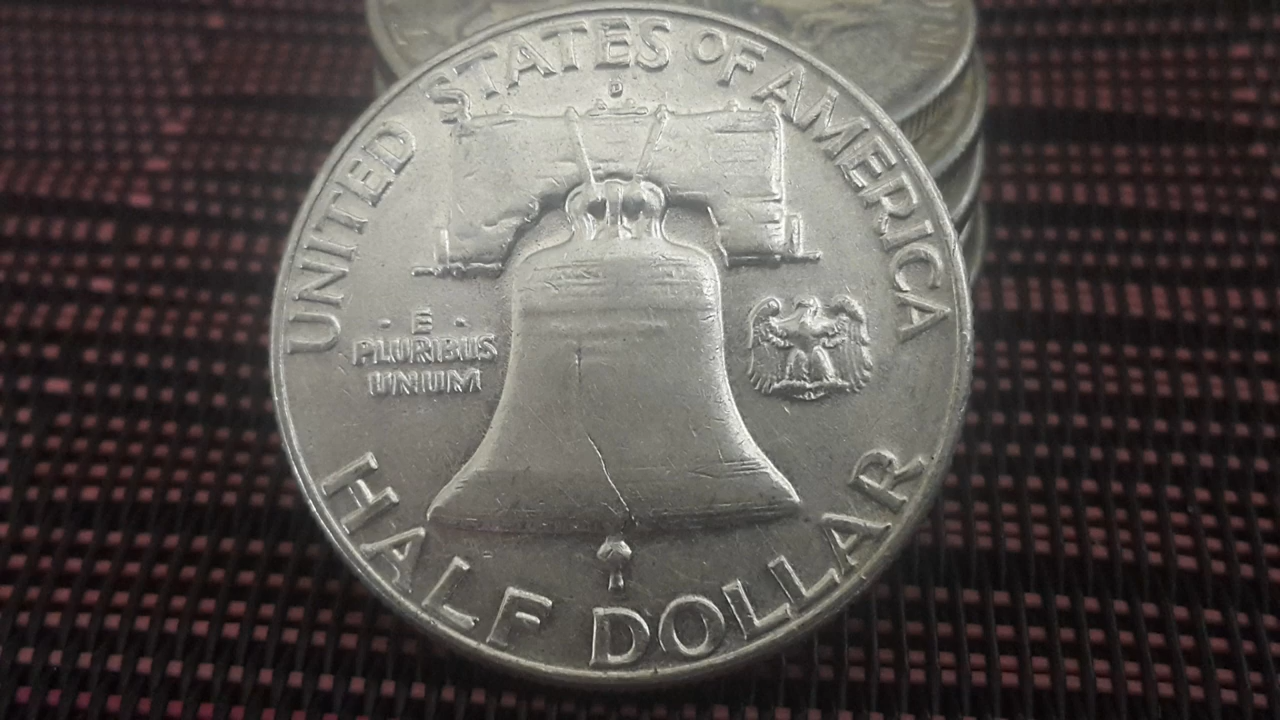 UNITED STATES OF AMERICA
D
· E ·
PLURIBUS
UNUM
HALF DOLLAR